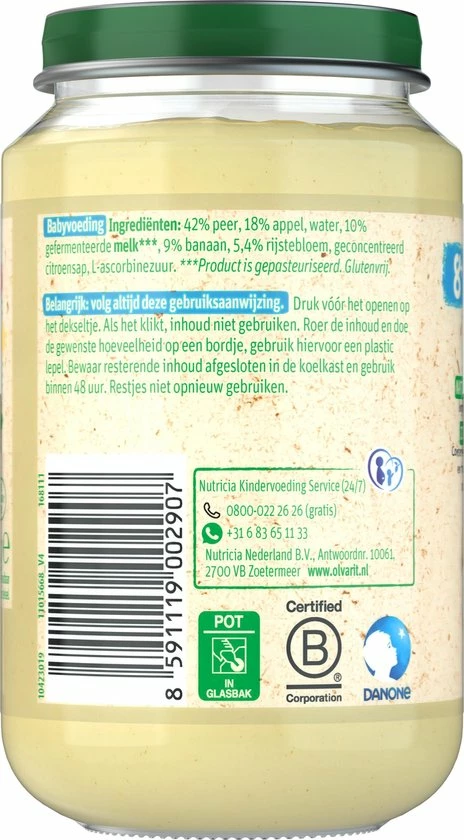 Babyvoeding Ingrediënten: 42% peer, 18% appel, water, 10%
gefermenteerde melk***, 9% banaan, 5,4% rijstebloem, geconcentreerd
citroensap, L-ascorbinezuur. ***Product is gepasteuriseerd. Glutenvrij.
Belangrijk: volg altijd deze gebruiksaanwijzing. Druk vóór het openen op
het dekseltje. Als het klikt, inhoud niet gebruiken. Roer de inhoud en doe
de gewenste hoeveelheid op een bordje, gebruik hiervoor een plastic
lepel. Bewaar resterende inhoud afgesloten in de koelkast en gebruik
binnen 48 uur. Restjes niet opnieuw gebruiken.
8
168111
11015668_V4
10423019
8 591119 002907
Nutricia Kindervoeding Service (24/7)
0800-022 26 26 (gratis)
+31 6 83 65 11 33
Nutricia Nederland B.V., Antwoordnr. 10061,
2700 VB Zoetermeer www.olvarit.nl
POT
IN
GLASBAK
Certified
B
®
Corporation
DANONE